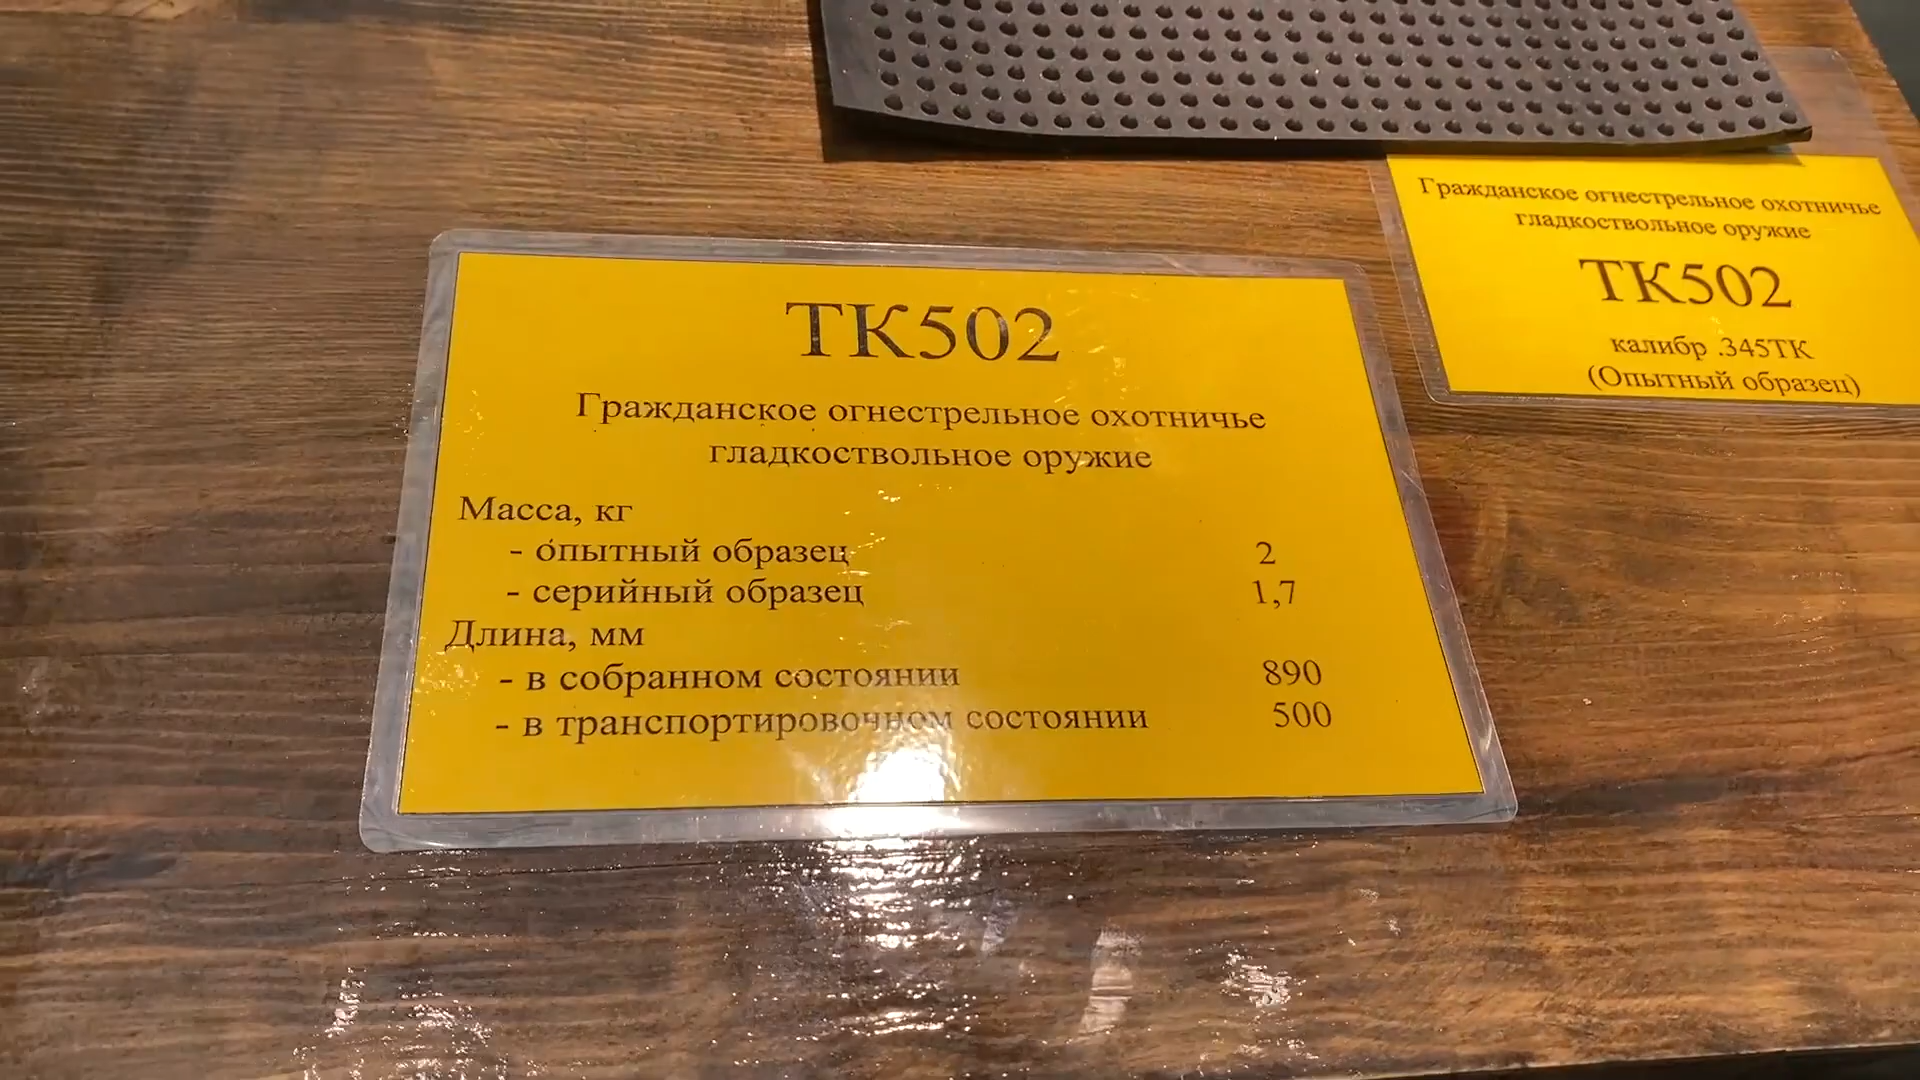 ТК502
Гражданское огнестрельное охотничье
гладкоствольное оружие
Масса, кг
- опытный образец 2
- серийный образец 1,7
Длина, мм
- в собранном состоянии 890
- в транспортировочном состоянии 500
Гражданское огнестрельное охотничье
гладкоствольное оружие
ТК502
калибр .345ТК
(Опытный образец)